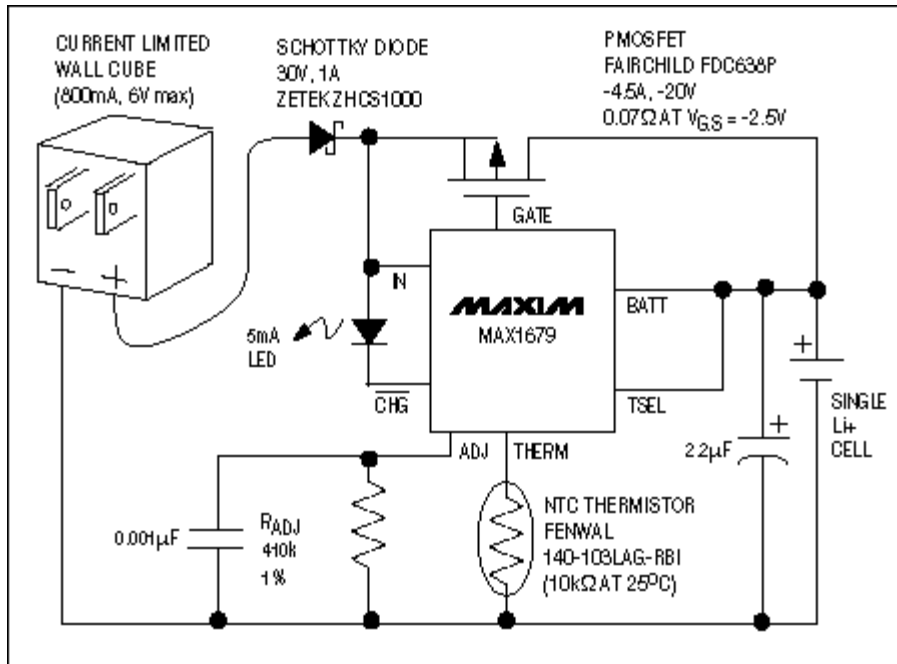 CURRENT LIMITED
WALL CUBE
(800mA, 6V max)
SCHOTTKY DIODE
30V, 1A
ZETEK ZHCS1000
PMOSFET
FAIRCHILD FDC638P
-4.5A, -20V
0.07Ω AT VGS = -2.5V
GATE
IN
MAXIM
MAX1679
BATT
5mA
LED
CHG
TSEL
ADJ
THERM
SINGLE
Li+
CELL
2.2µF
0.001µF
RADJ
410k
1%
NTC THERMISTOR
FENWAL
140-103LAG-RBI
(10kΩ AT 25°C)